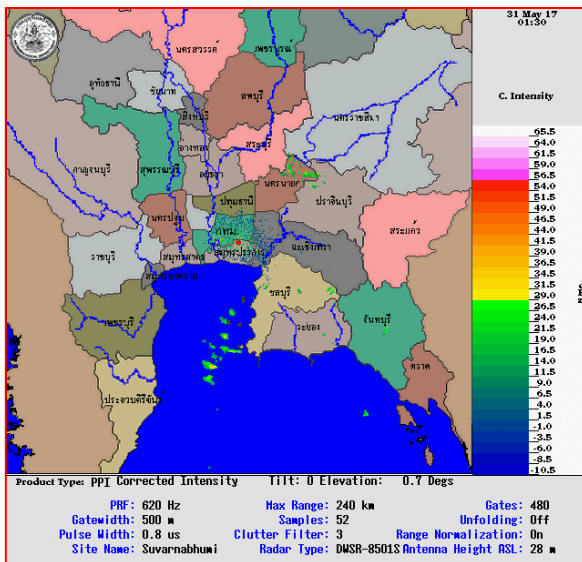 31 May 17
01:30
C. Intensity
65.5
64.0
61.5
59.0
56.5
54.0
51.5
49.0
46.5
44.0
41.5
39.0
36.5
34.0
31.5
29.0
26.5
24.0
21.5
19.0
16.5
14.0
11.5
9.0
6.5
4.0
1.5
-1.0
-3.5
-6.0
-8.5
-10.5
นครสวรรค์
เพชรบูรณ์
อุทัยธานี
ชัยนาท
ลพบุรี
สิงห์บุรี
นครราชสีมา
สระบุรี
อ่างทอง
กาญจนบุรี
สุพรรณบุรี
อยุธยา
นครนายก
ปราจีนบุรี
ปทุมธานี
นครปฐม
กทม.
สระแก้ว
ฉะเชิงเทรา
สมุทรปราการ
ราชบุรี
สมุทรสาคร
สมุทรสงคราม
ชลบุรี
เพชรบุรี
ระยอง
จันทบุรี
ตราด
ประจวบคีรีขันธ์
Product Type: PPI Corrected Intensity Tilt: 0 Elevation: 0.7 Degs
PRF: 620 Hz Max Range: 240 km Gates: 480
Gatewidth: 500 m Samples: 52 Unfolding: Off
Pulse Width: 0.8 us Clutter Filter: 3 Range Normalization: On
Site Name: Suvarnabhumi Radar Type: DWSR-8501S Antenna Height ASL: 28 m